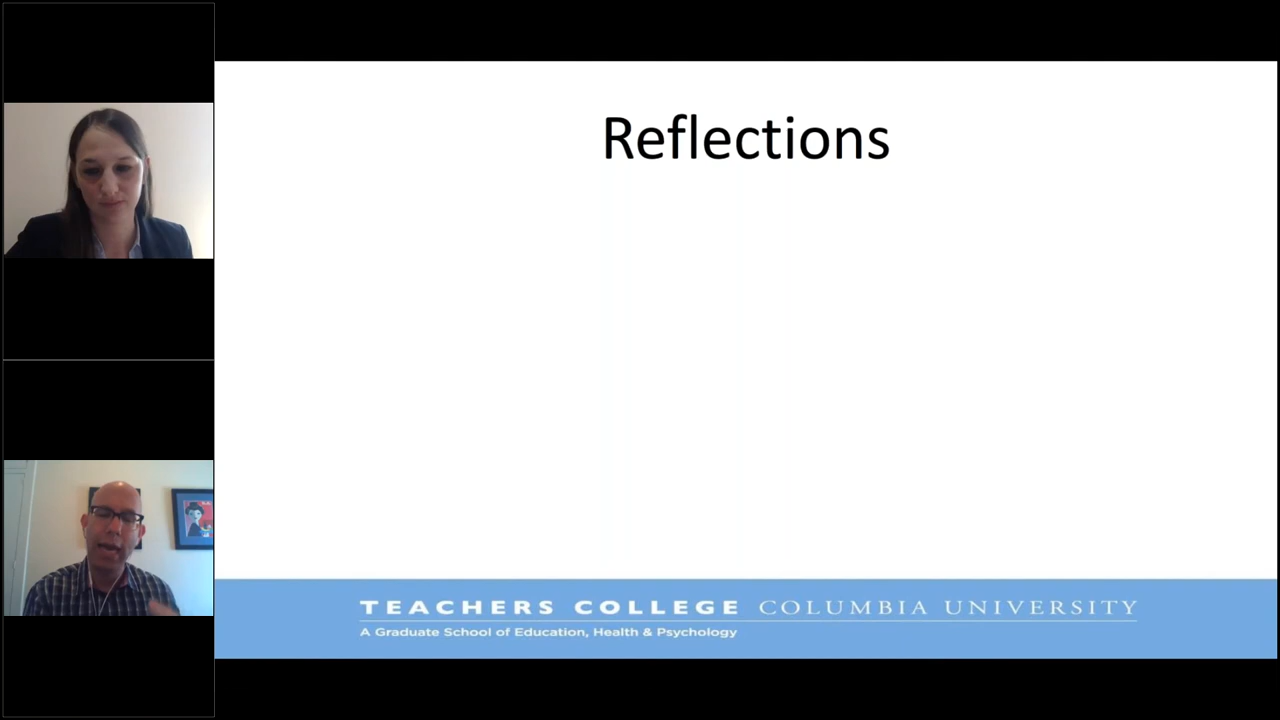 Reflections
TEACHERS COLLEGE COLUMBIA UNIVERSITY
A Graduate School of Education, Health & Psychology